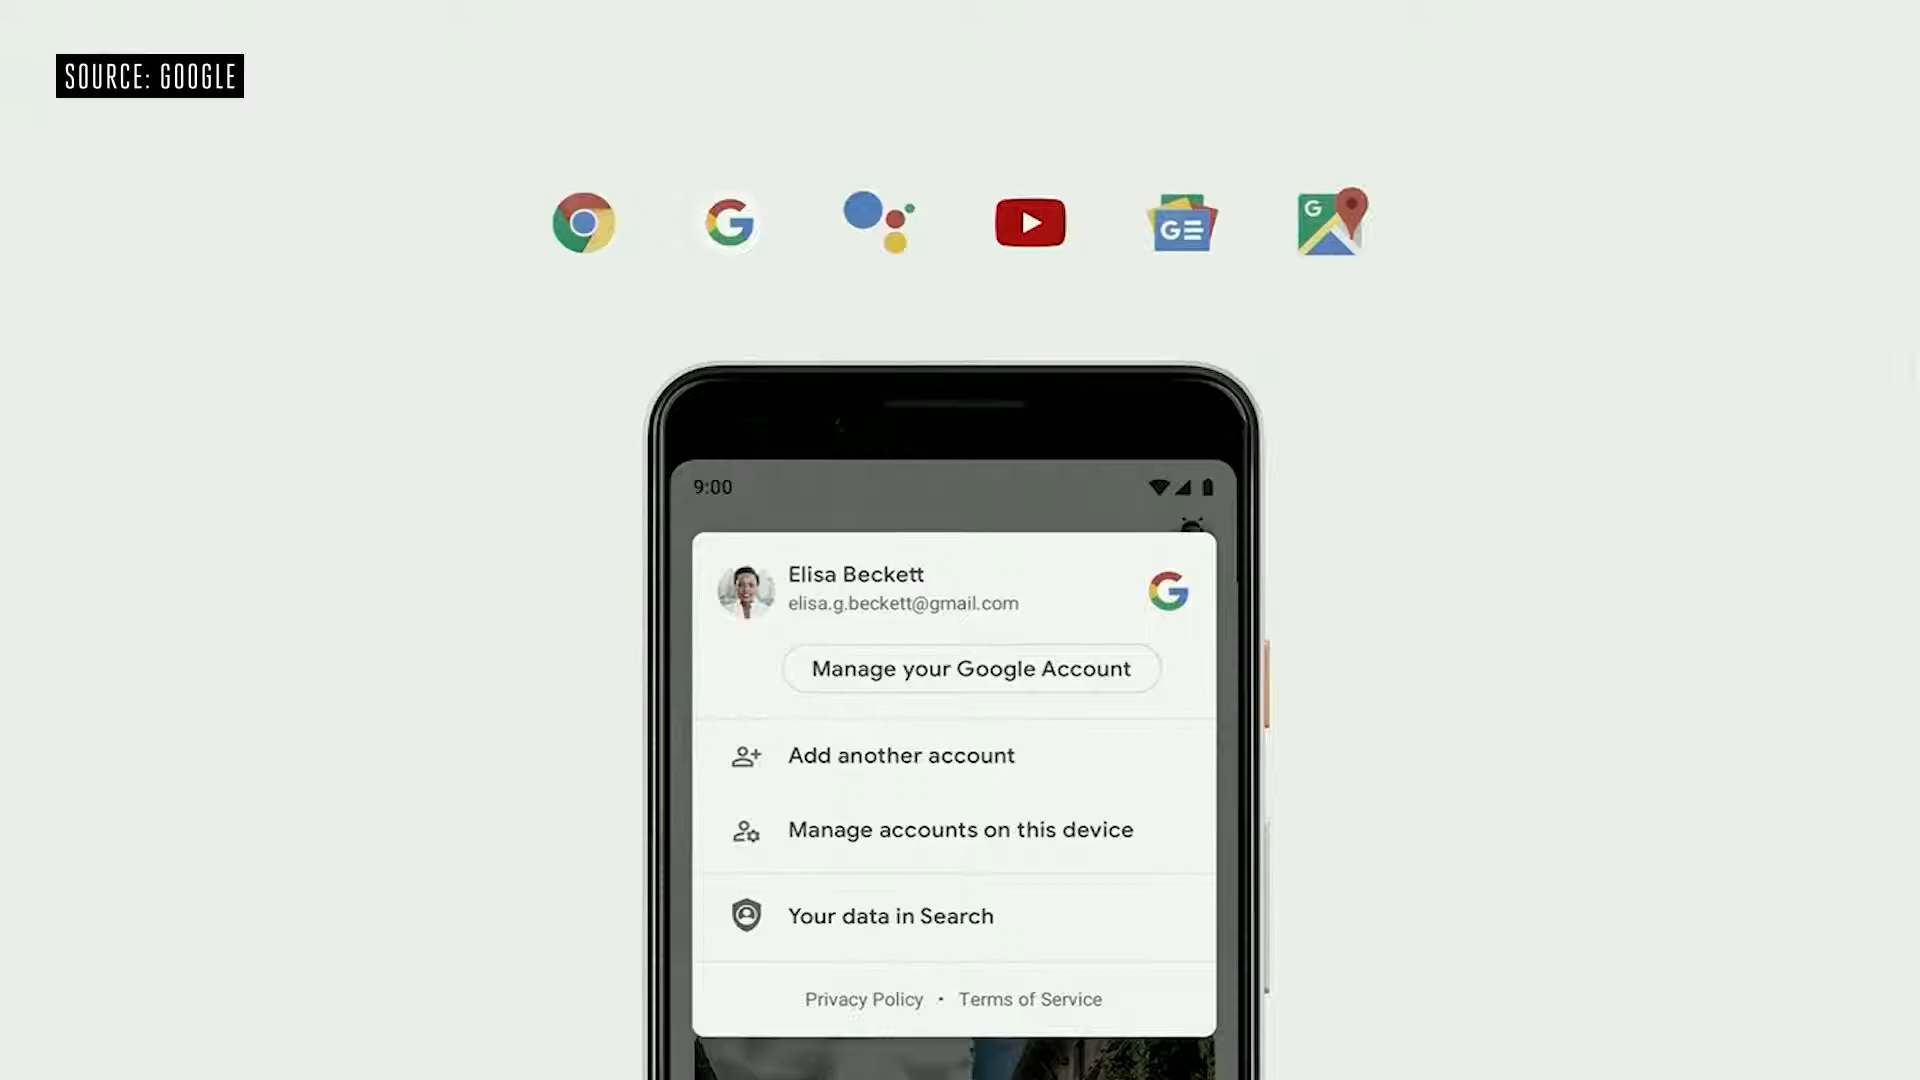 SOURCE: GOOGLE
G
GE
G
9:00
Elisa Beckett
elisa.g.beckett@gmail.com
G
Manage your Google Account
Add another account
Manage accounts on this device
Your data in Search
Privacy Policy • Terms of Service